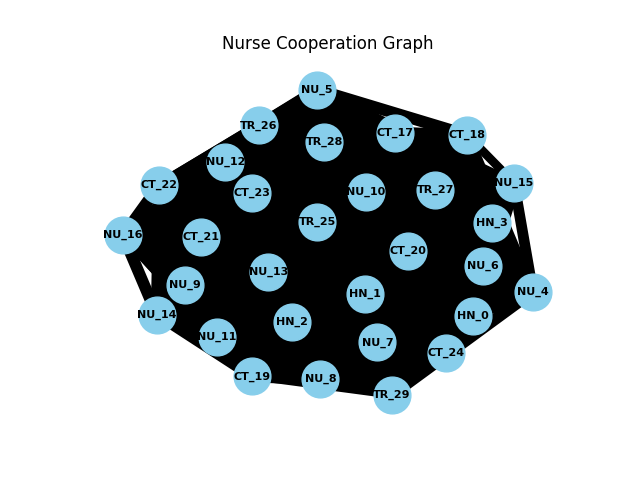 Nurse Cooperation Graph
NU_5
TR_26
CT_17
CT_18
TR_28
NU_12
CT_22
CT_23
NU_10
TR_27
NU_15
TR_25
HN_3
NU_16
CT_21
CT_20
NU_6
NU_13
NU_9
HN_1
NU_4
NU_14
HN_2
HN_0
NU_11
NU_7
CT_24
CT_19
NU_8
TR_29